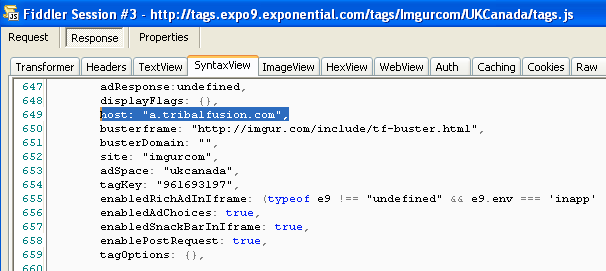 Fiddler Session #3 - http://tags.expo9.exponential.com/tags/Imgurcom/UKCanada/tags.js
Request Response Properties
Transformer Headers TextView SyntaxView ImageView HexView WebView Auth Caching Cookies Raw
647 adResponse:undefined,
648 displayFlags: {},
649 host: "a.tribalfusion.com",
650 busterframe: "http://imgur.com/include/tf-buster.html",
651 busterDomain: "",
652 site: "imgurcom",
653 adSpace: "ukcanada",
654 tagKey: "961693197",
655 enabledRichAdInIframe: (typeof e9 !== "undefined" && e9.env === 'inapp'
656 enabledAdChoices: true,
657 enabledSnackBarInIframe: true,
658 enablePostRequest: true,
659 tagOptions: {},